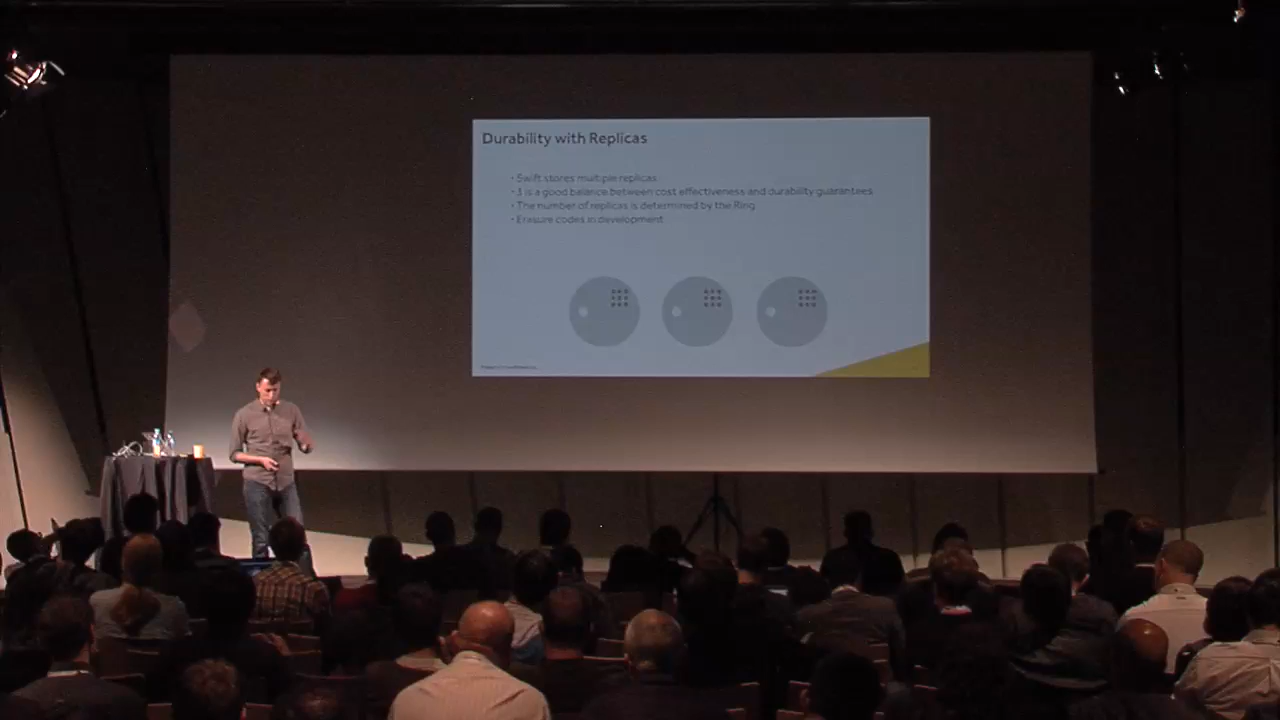 Durability with Replicas
• Swift stores multiple replicas
• 3 is a good balance between cost effectiveness and durability guarantees
• The number of replicas is determined by the Ring
• Erasure codes in development